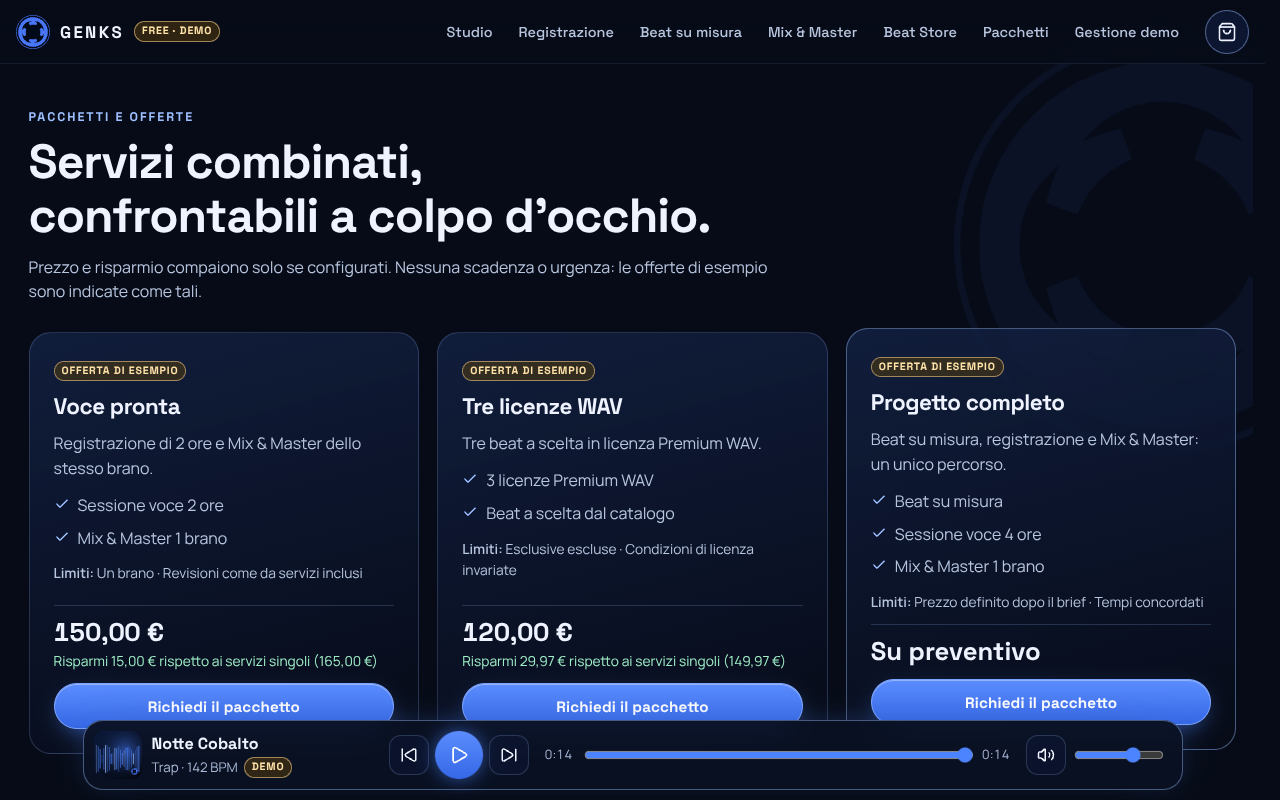 GENKS
FREE · DEMO
Studio
Registrazione
Beat su misura
Mix & Master
Beat Store
Pacchetti
Gestione demo
PACCHETTI E OFFERTE
Servizi combinati,
confrontabili a colpo d’occhio.
Prezzo e risparmio compaiono solo se configurati. Nessuna scadenza o urgenza: le offerte di esempio
sono indicate come tali.
OFFERTA DI ESEMPIO
Voce pronta
Registrazione di 2 ore e Mix & Master dello
stesso brano.
Sessione voce 2 ore
Mix & Master 1 brano
Limiti: Un brano · Revisioni come da servizi inclusi
150,00 €
Risparmi 15,00 € rispetto ai servizi singoli (165,00 €)
Richiedi il pacchetto
OFFERTA DI ESEMPIO
Tre licenze WAV
Tre beat a scelta in licenza Premium WAV.
3 licenze Premium WAV
Beat a scelta dal catalogo
Limiti: Esclusive escluse · Condizioni di licenza
invariate
120,00 €
Risparmi 29,97 € rispetto ai servizi singoli (149,97 €)
Richiedi il pacchetto
OFFERTA DI ESEMPIO
Progetto completo
Beat su misura, registrazione e Mix & Master:
un unico percorso.
Beat su misura
Sessione voce 4 ore
Mix & Master 1 brano
Limiti: Prezzo definito dopo il brief · Tempi concordati
Su preventivo
Richiedi il pacchetto
Notte Cobalto
Trap · 142 BPM
DEMO
0:14
0:14